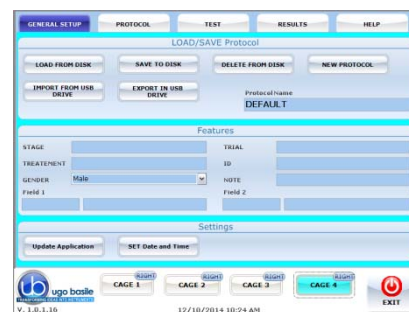 GENERAL SETUP PROTOCOL TEST RESULTS HELP
LOAD/SAVE Protocol
LOAD FROM DISK SAVE TO DISK DELETE FROM DISK NEW PROTOCOL
IMPORT FROM USB DRIVE EXPORT IN USB DRIVE
Protocol Name
DEFAULT
Features
STAGE TRIAL
TREATEMENT ID
GENDER Male NOTE
Field 1 Field 2
Settings
Update Application SET Date and Time
RIGHT RIGHT RIGHT RIGHT
CAGE 1 CAGE 2 CAGE 3 CAGE 4
ub ugo basile
EXIT
V. 1.0.1.16 12/10/2014 10:24 AM